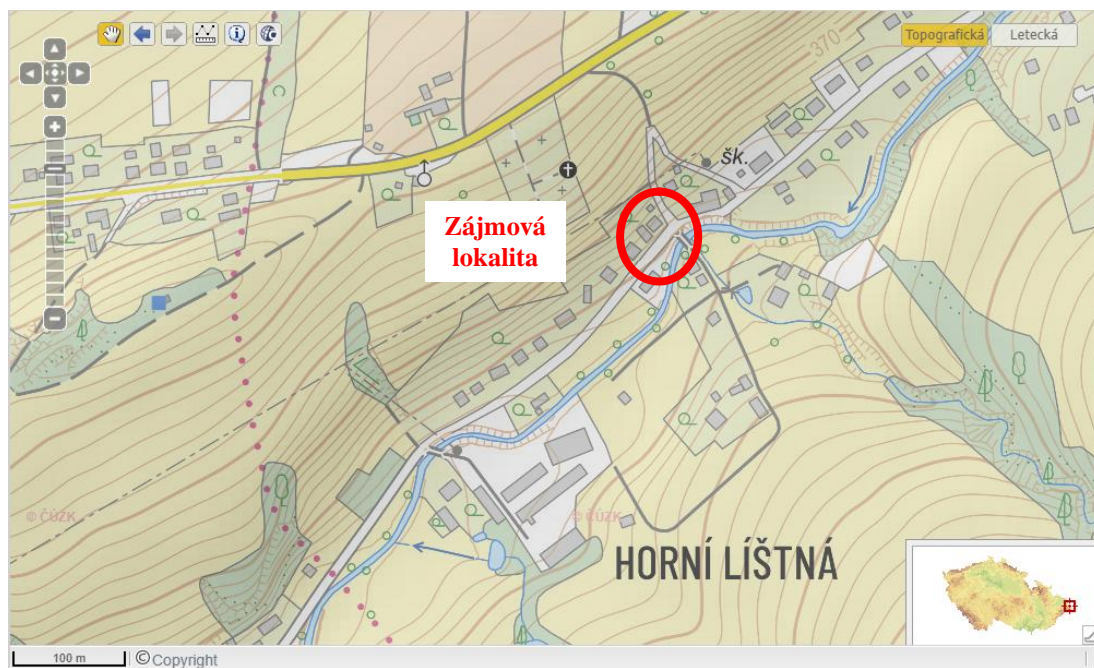 Topografická
Letecká
370
šk.
Zájmová
lokalita
© ČÚZK
© ČÚZK
HORNÍ LÍŠTNÁ
100 m
© Copyright